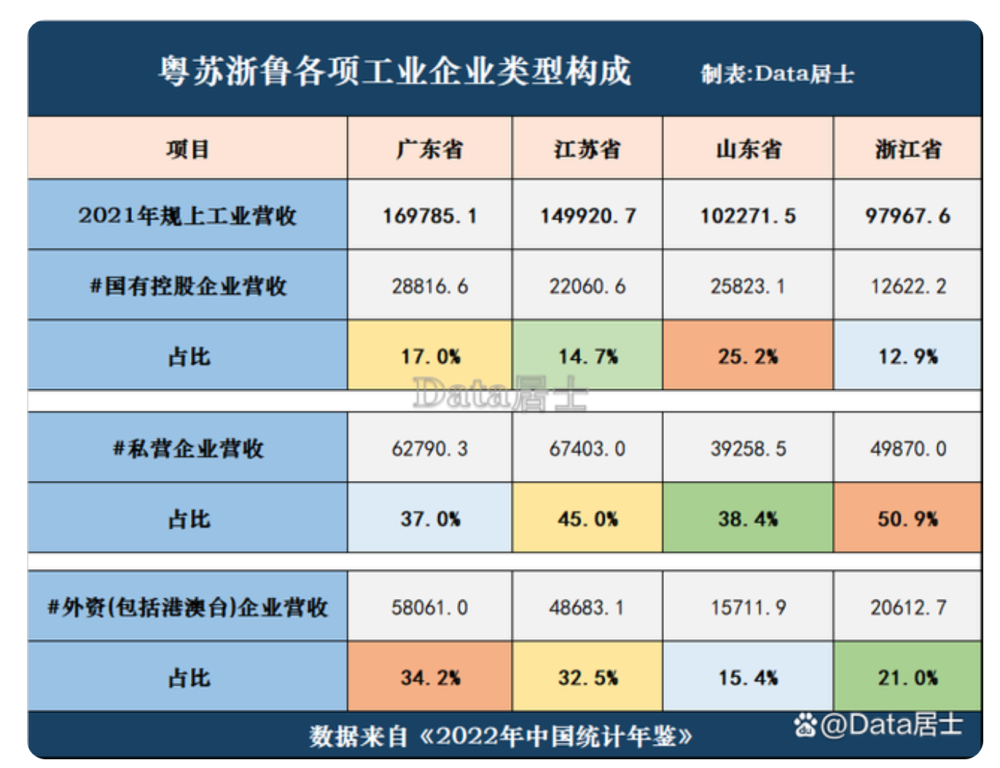 粤苏浙鲁各项工业企业类型构成 制表:Data居士
项目 广东省 江苏省 山东省 浙江省
2021年规上工业营收 169785.1 149920.7 102271.5 97967.6
#国有控股企业营收 28816.6 22060.6 25823.1 12622.2
占比 17.0% 14.7% 25.2% 12.9%
Data居士
#私营企业营收 62790.3 67403.0 39258.5 49870.0
占比 37.0% 45.0% 38.4% 50.9%
#外资(包括港澳台)企业营收 58061.0 48683.1 15711.9 20612.7
占比 34.2% 32.5% 15.4% 21.0%
数据来自《2022年中国统计年鉴》
@Data居士